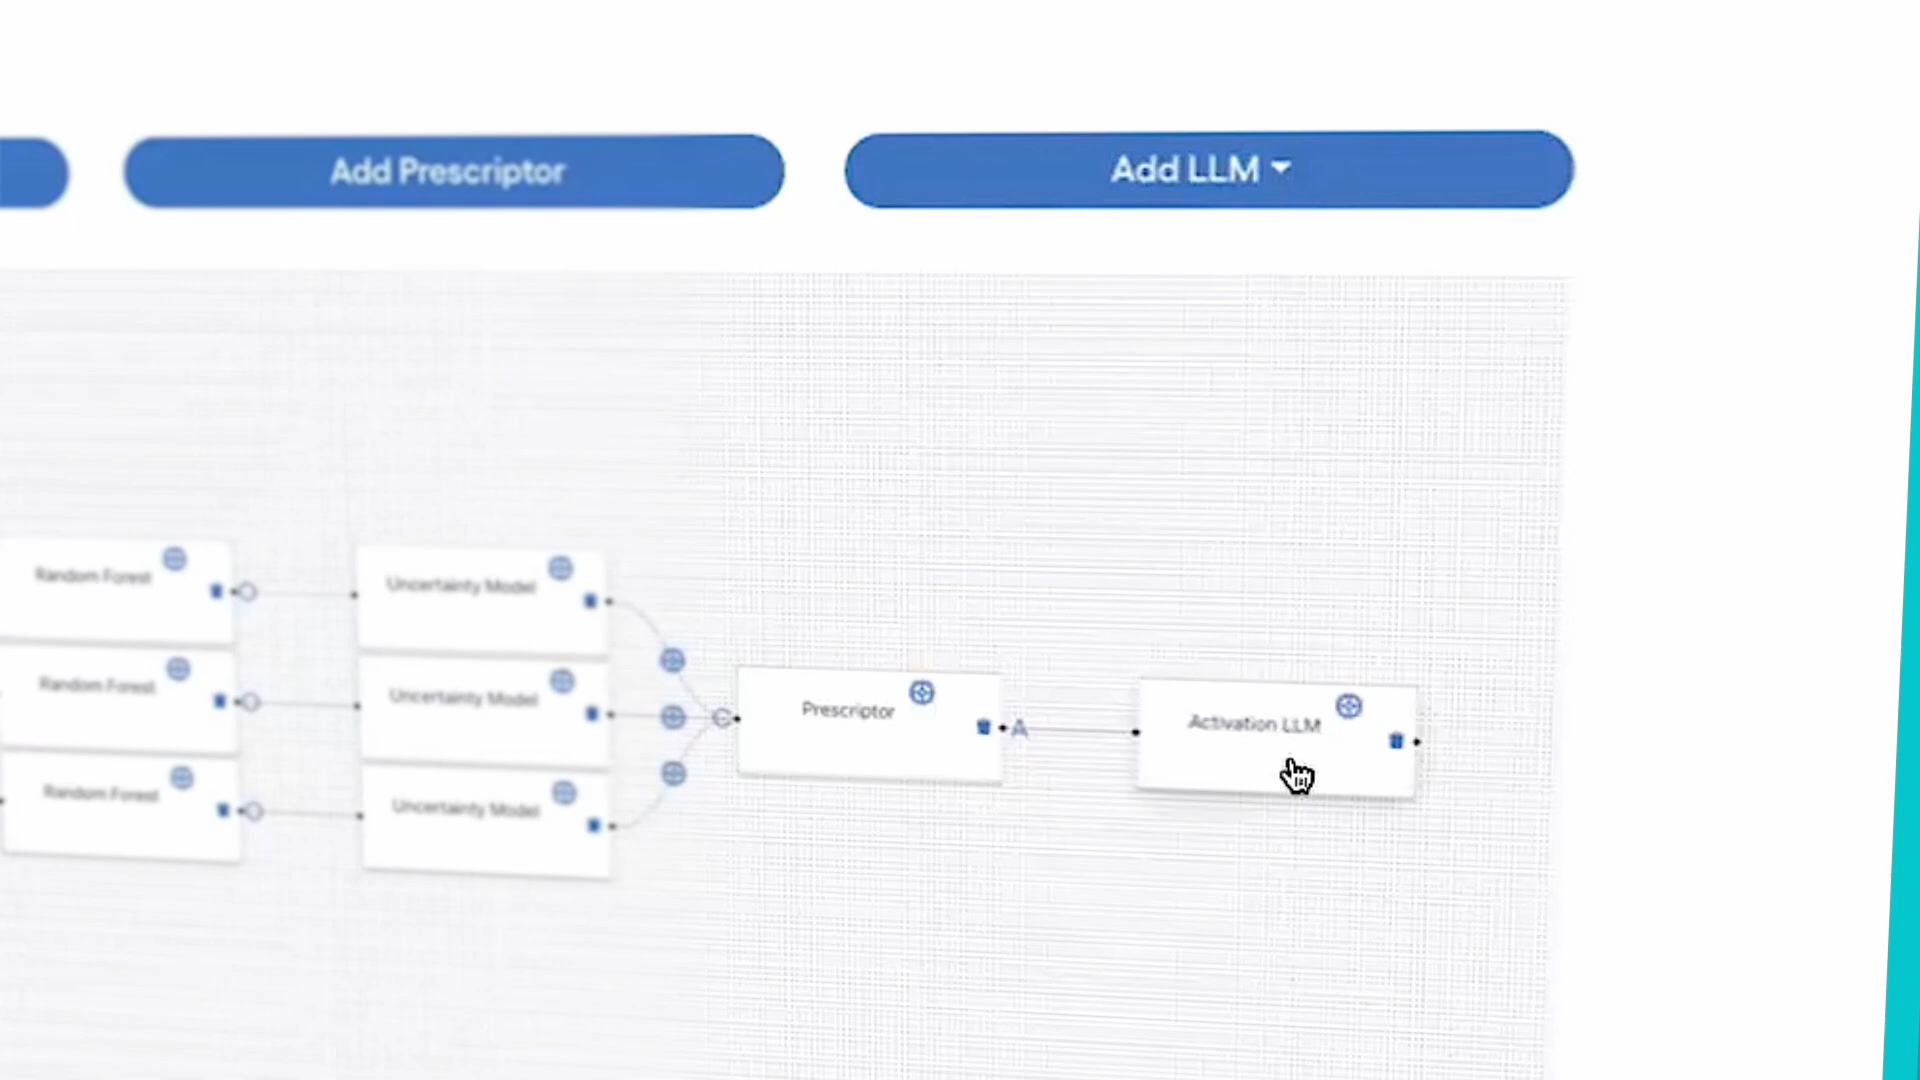 Add Prescriptor
Add LLM
Random Forest
Uncertainty Model
Random Forest
Uncertainty Model
Prescriptor
A
Activation LLM
Random Forest
Uncertainty Model